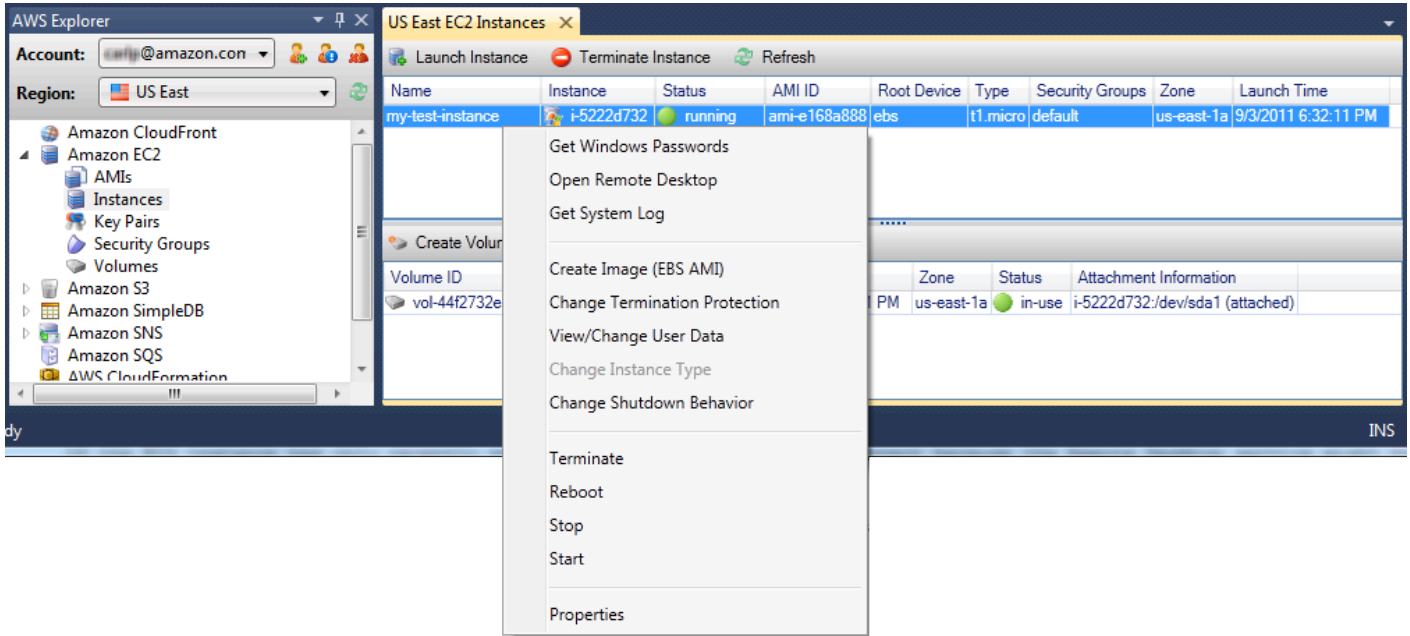 AWS Explorer
Account: @amazon.con
Region: US East
Amazon CloudFront
Amazon EC2
AMIs
Instances
Key Pairs
Security Groups
Volumes
Amazon S3
Amazon SimpleDB
Amazon SNS
Amazon SQS
AWS CloudFormation
US East EC2 Instances
Launch Instance Terminate Instance Refresh
Name Instance Status AMI ID Root Device Type Security Groups Zone Launch Time
my-test-instance i-5222d732 running ami-e168a888 ebs t1.micro default us-east-1a 9/3/2011 6:32:11 PM
Get Windows Passwords
Open Remote Desktop
Get System Log
Create Image (EBS AMI)
Change Termination Protection
View/Change User Data
Change Instance Type
Change Shutdown Behavior
Terminate
Reboot
Stop
Start
Properties
Create Volur
Volume ID Zone Status Attachment Information
vol-44f2732e PM us-east-1a in-use i-5222d732:/dev/sda1 (attached)
dy INS